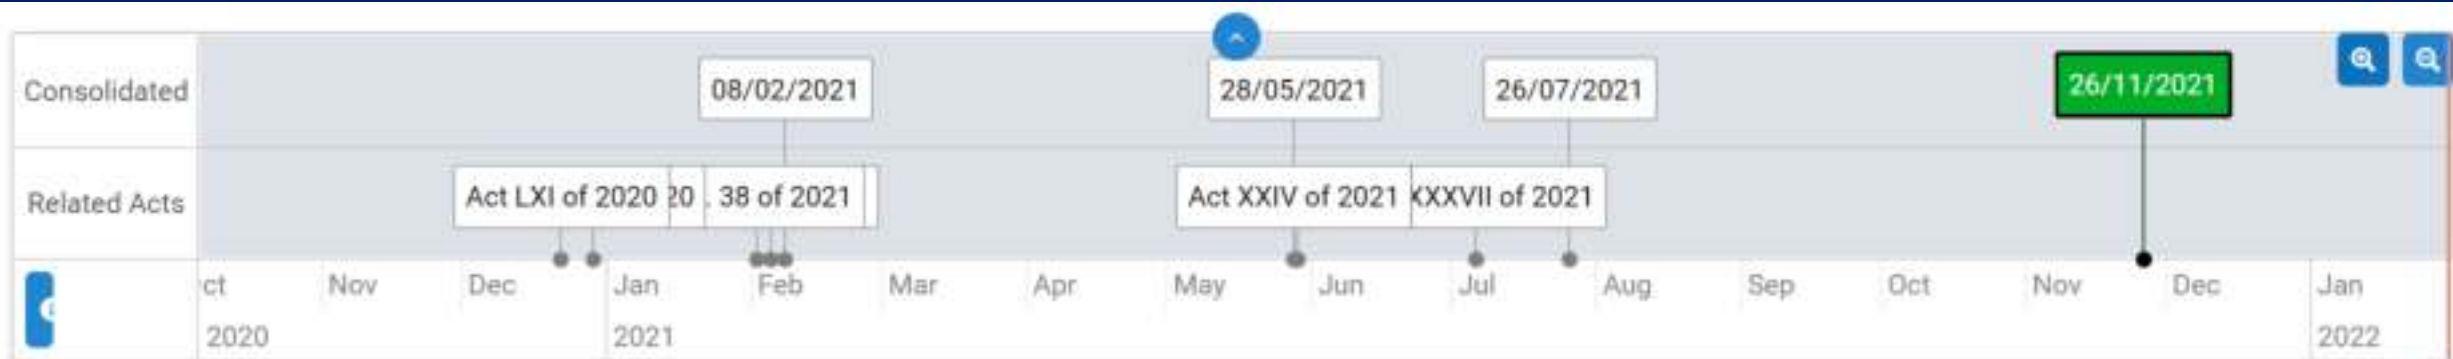 Consolidated 08/02/2021 28/05/2021 26/07/2021 26/11/2021
Related Acts Act LXI of 2020 20 . 38 of 2021 Act XXIV of 2021 XXXVII of 2021
ct Nov Dec Jan Feb Mar Apr May Jun Jul Aug Sep Oct Nov Dec Jan
2020 2021 2022